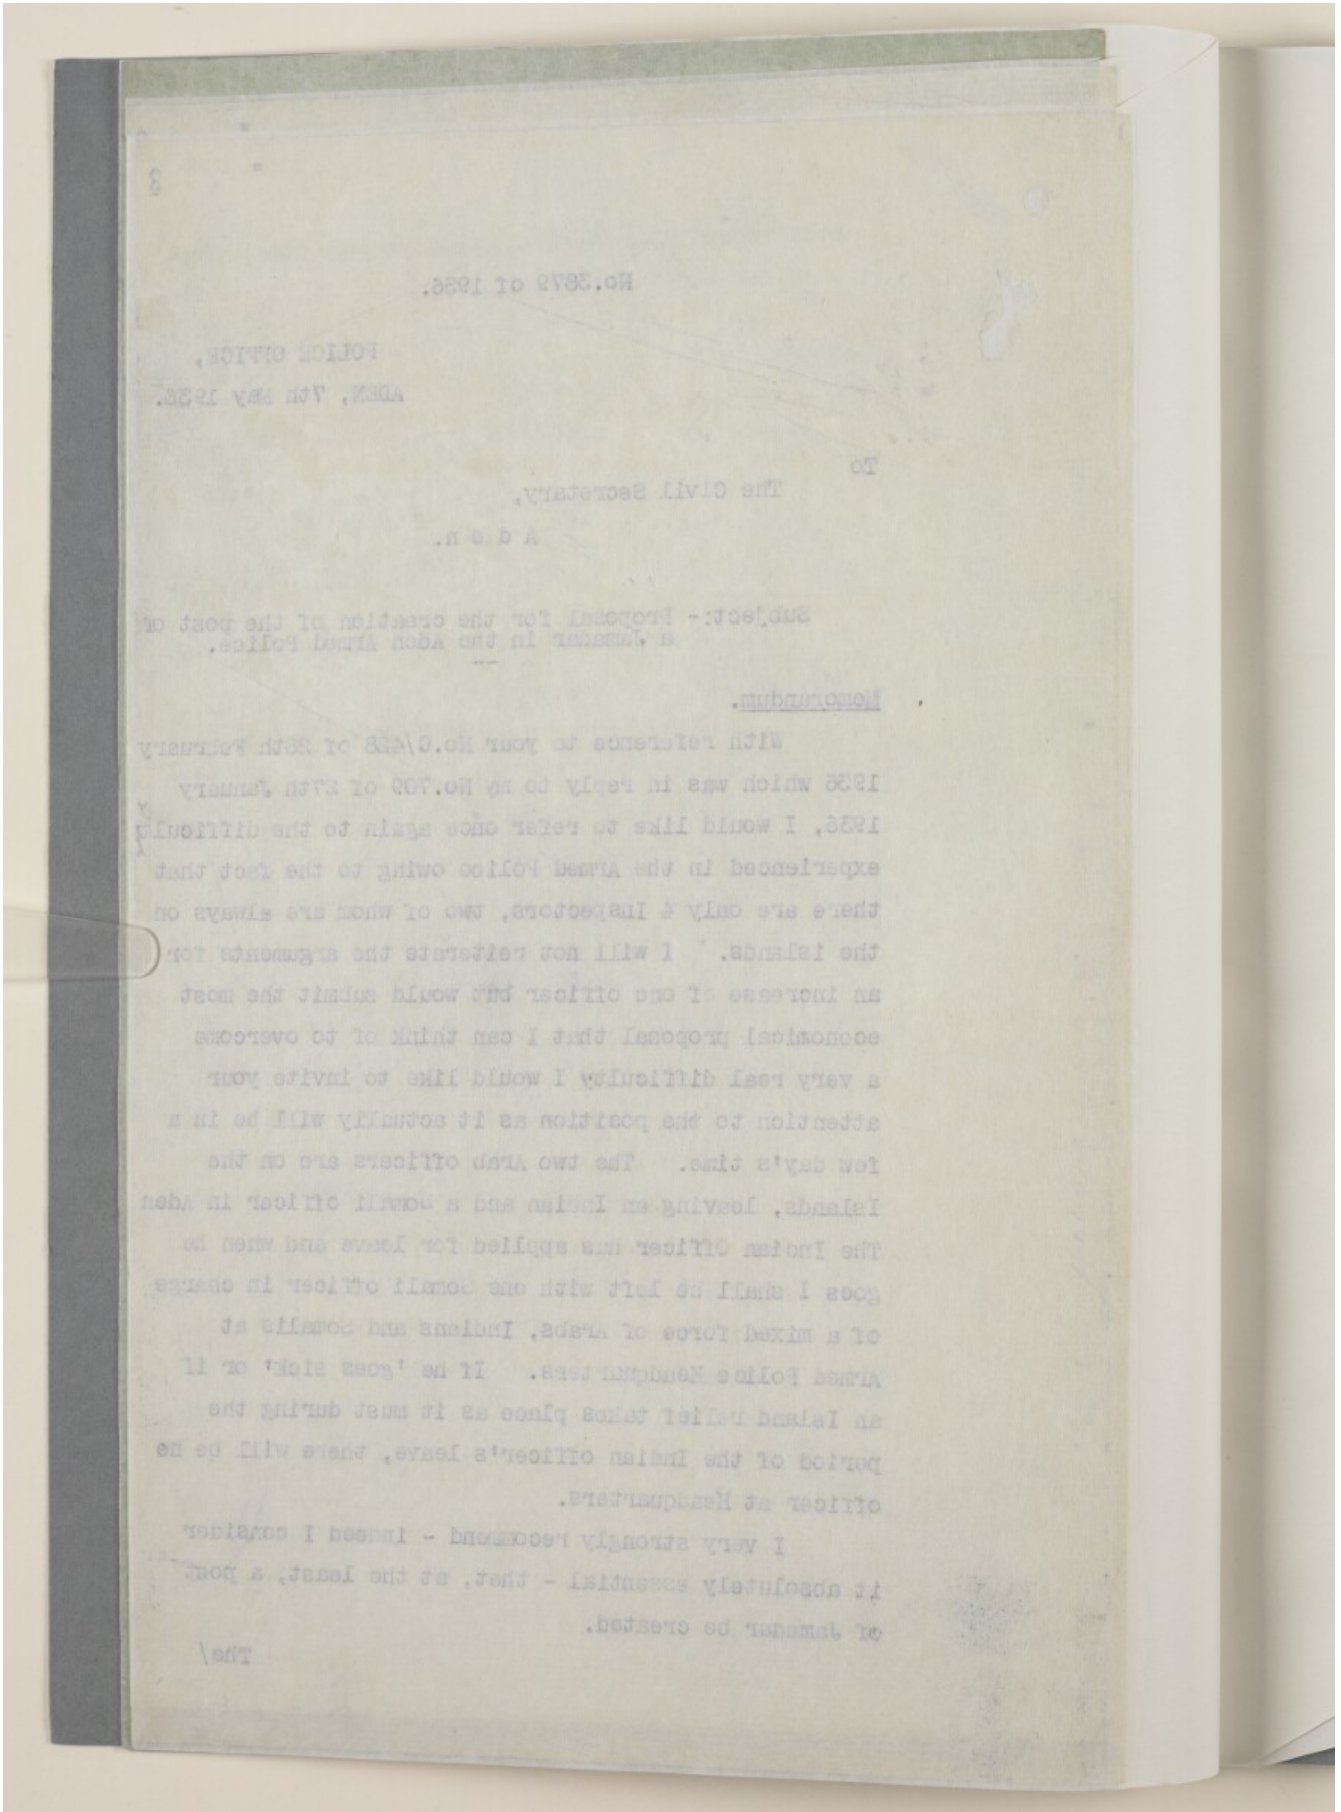 3
No.3879 of 1936.
POLICE OFFICE,
ADEN, 7th May 1936.
To
The Civil Secretary,
A d e n.
Subject:- Proposal for the creation of the post of
a Jamadar in the Aden Armed Police.
--
Memorandum.
With reference to your No.C/422 of 26th February
1936 which was in reply to my No.709 of 27th January
1936, I would like to refer once again to the difficulty
experienced in the Armed Police owing to the fact that
there are only 4 Inspectors, two of whom are always on
the islands. I will not reiterate the arguments for
an increase of one officer but would submit the most
economical proposal that I can think of to overcome
a very real difficulty I would like to invite your
attention to the position as it actually will be in a
few day's time. The two Arab officers are on the
Islands, leaving an Indian and a Somali officer in Aden
The Indian Officer has applied for leave and when he
goes I shall be left with one Somali officer in charge
of a mixed force of Arabs, Indians and Somalis at
Armed Police Headquarters. If he 'goes sick' or if
an Island relief takes place as it must during the
period of the Indian officer's leave, there will be no
officer at Headquarters.
I very strongly recommend - indeed I consider
it absolutely essential - that, at the least, a post
of Jamadar be created.
The/